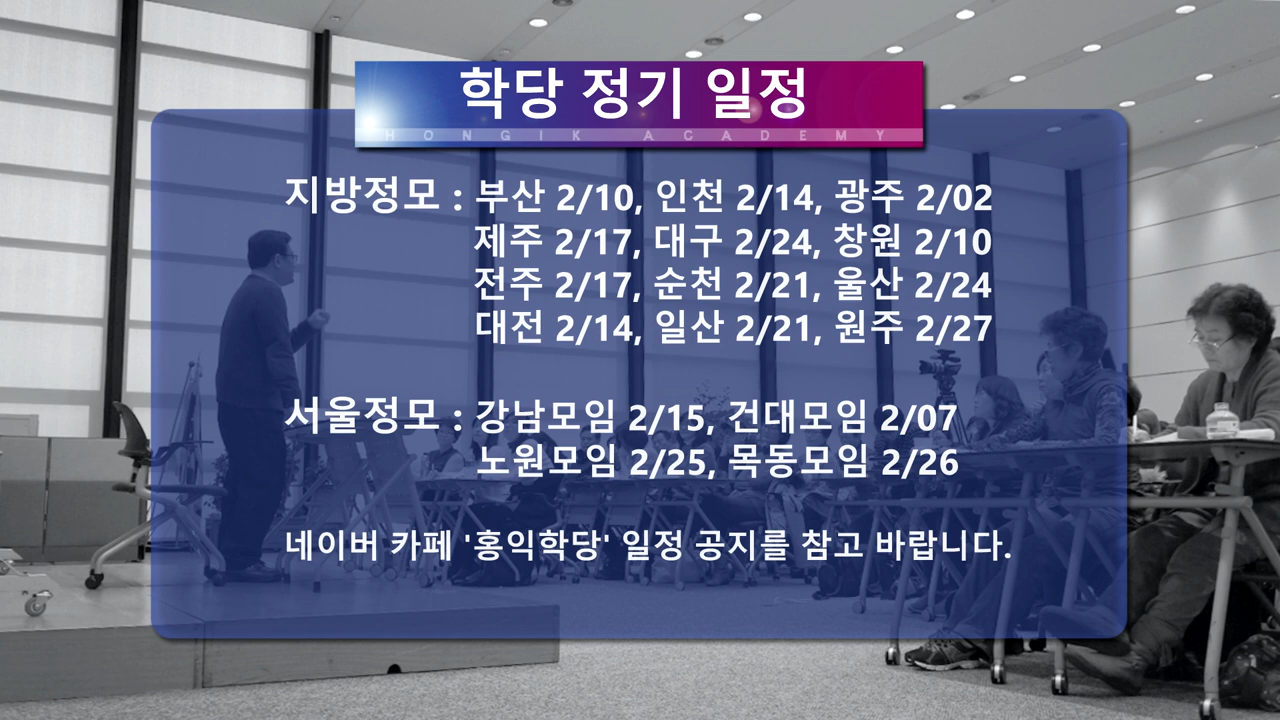 학당 정기 일정
HONGIK ACADEMY
지방정모 : 부산 2/10, 인천 2/14, 광주 2/02
제주 2/17, 대구 2/24, 창원 2/10
전주 2/17, 순천 2/21, 울산 2/24
대전 2/14, 일산 2/21, 원주 2/27
서울정모 : 강남모임 2/15, 건대모임 2/07
노원모임 2/25, 목동모임 2/26
네이버 카페 '홍익학당' 일정 공지를 참고 바랍니다.